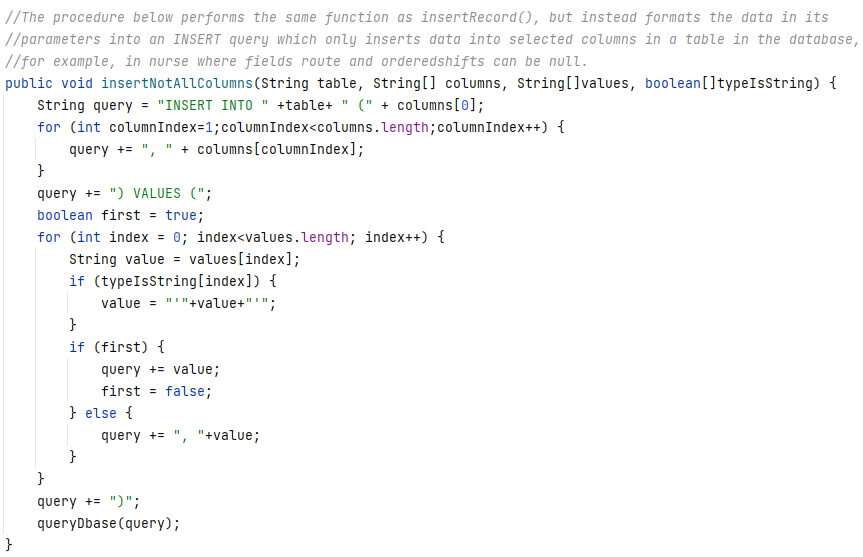 //The procedure below performs the same function as insertRecord(), but instead formats the data in its
//parameters into an INSERT query which only inserts data into selected columns in a table in the database,
//for example, in nurse where fields route and orderedshifts can be null.
public void insertNotAllColumns(String table, String[] columns, String[]values, boolean[]typeIsString) {
    String query = "INSERT INTO " +table+ " (" + columns[0];
    for (int columnIndex=1;columnIndex<columns.length;columnIndex++) {
        query += ", " + columns[columnIndex];
    }
    query += ") VALUES (";
    boolean first = true;
    for (int index = 0; index<values.length; index++) {
        String value = values[index];
        if (typeIsString[index]) {
            value = "'"+value+"'";
        }
        if (first) {
            query += value;
            first = false;
        } else {
            query += ", "+value;
        }
    }
    query += ")";
    queryDbase(query);
}